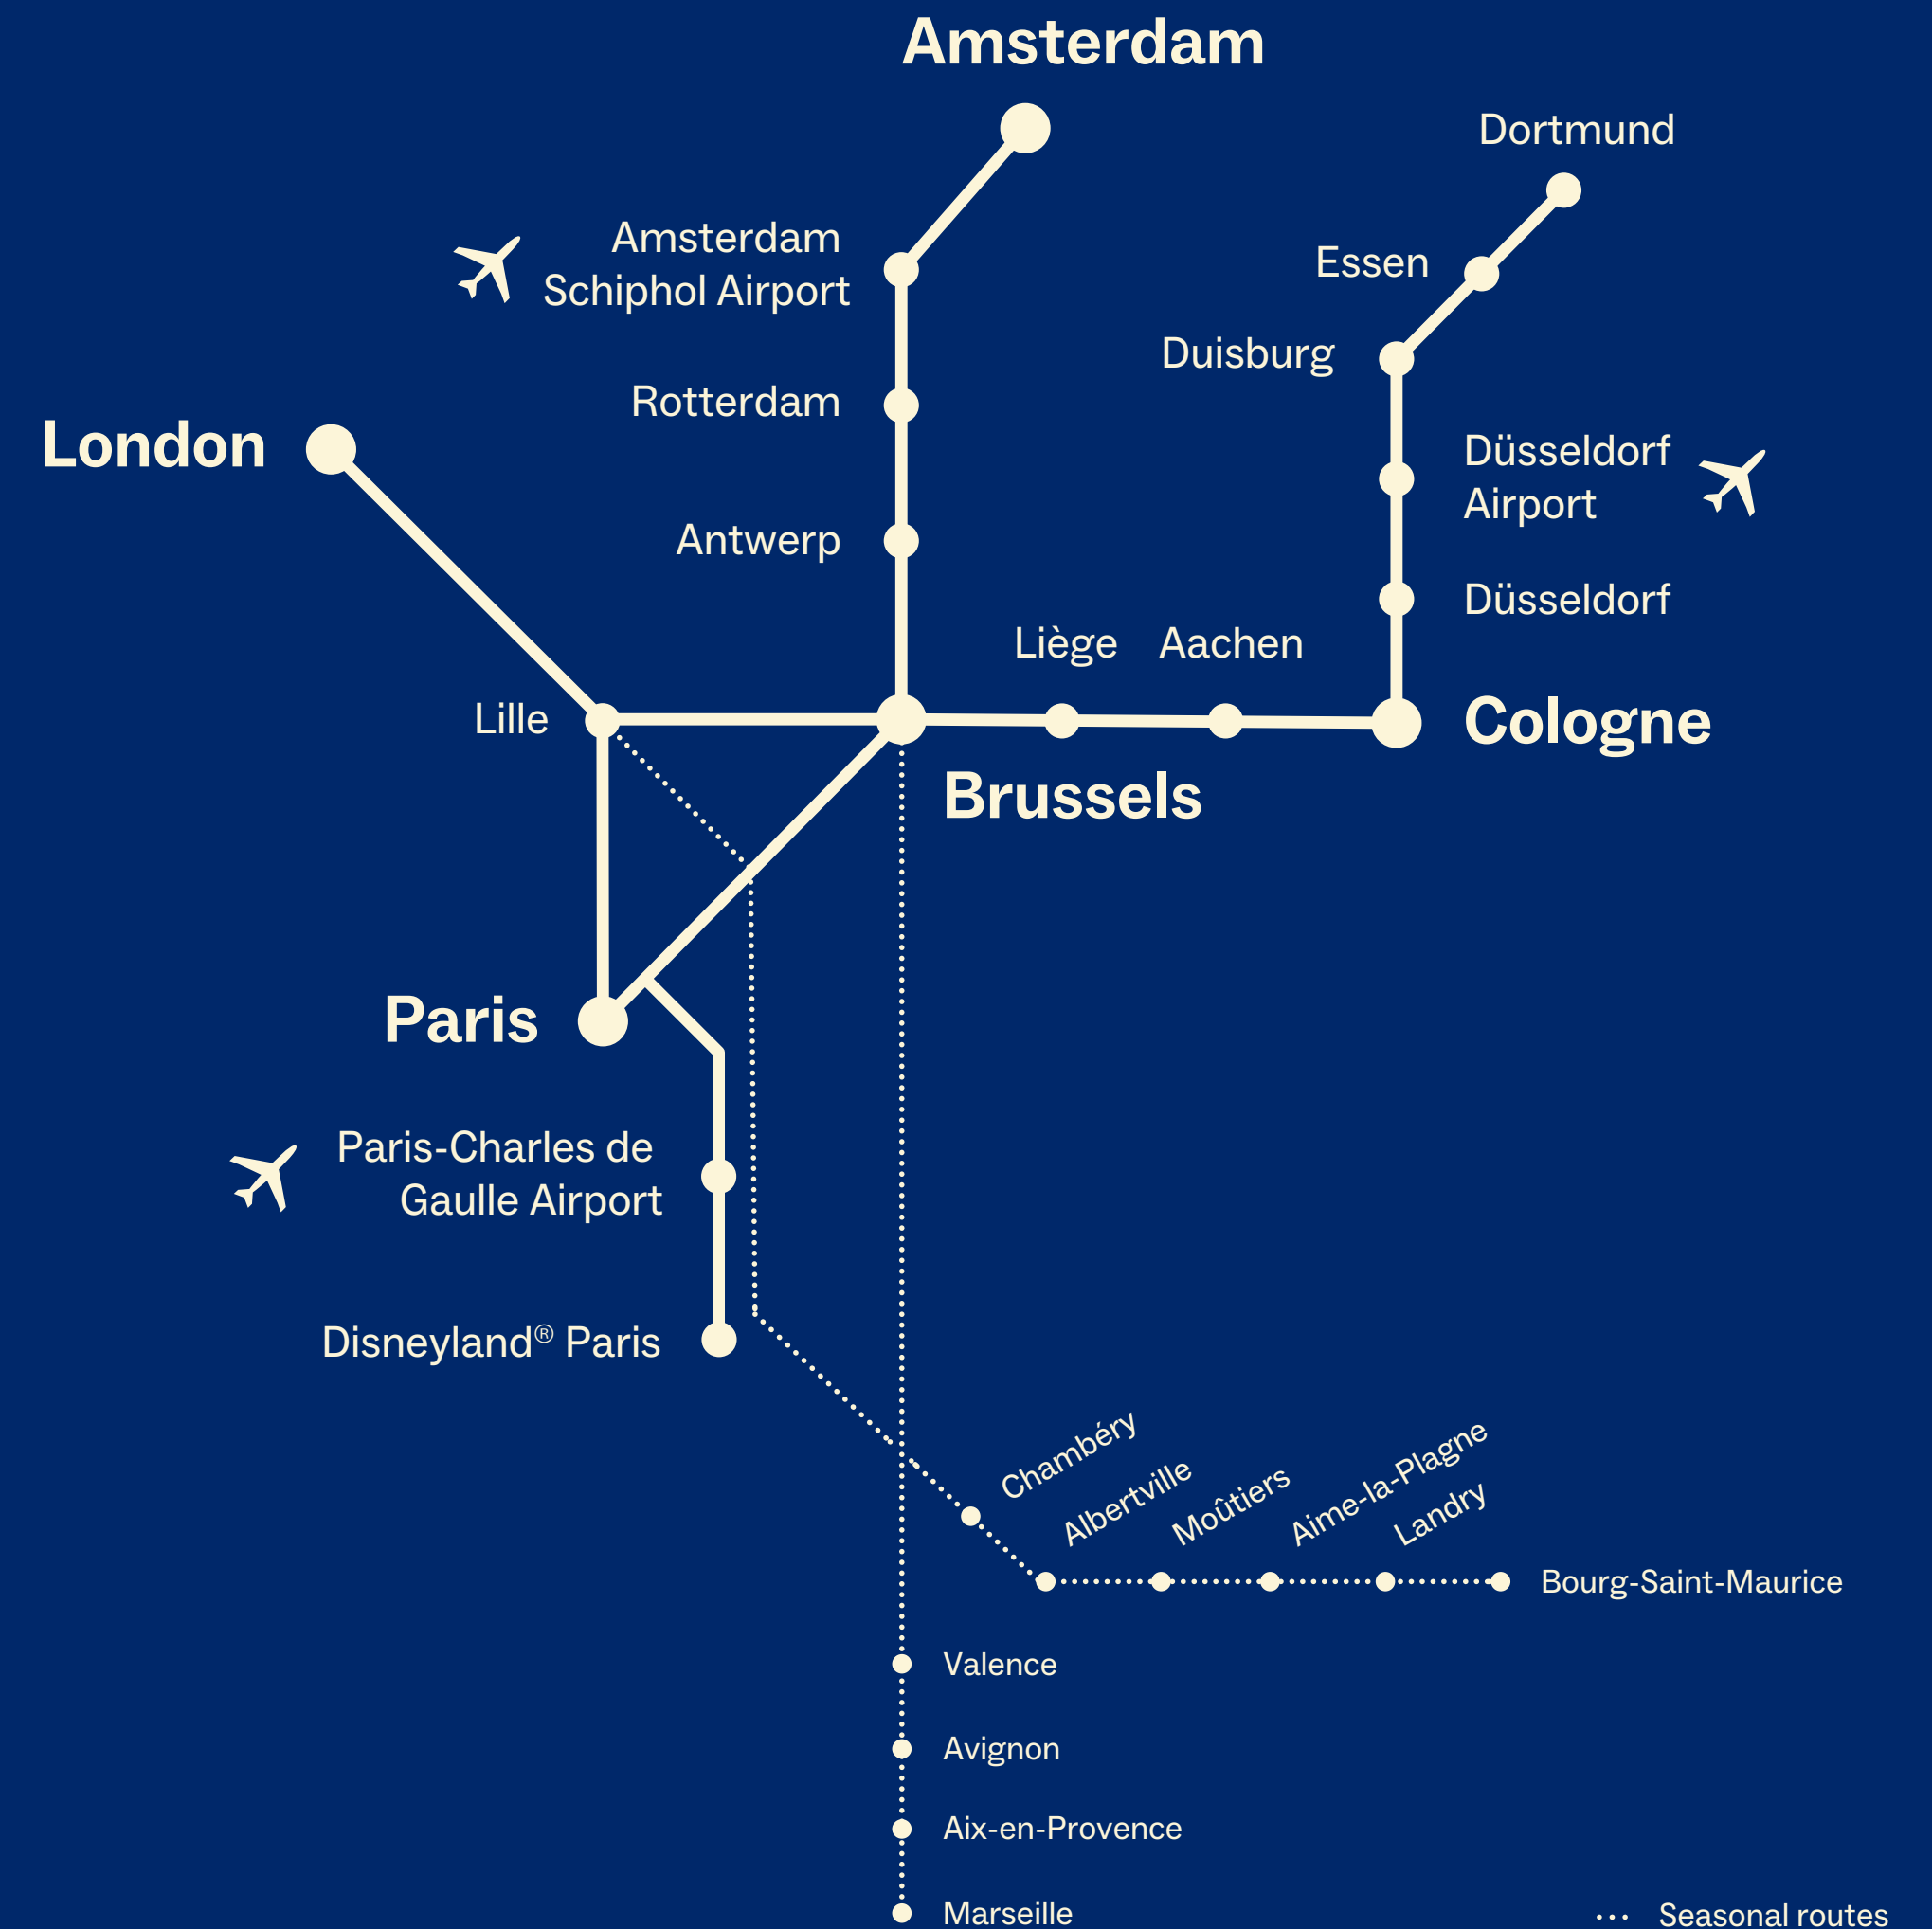 Amsterdam
Dortmund
Amsterdam
Schiphol Airport
Essen
Duisburg
Rotterdam
London
Düsseldorf
Airport
Antwerp
Düsseldorf
Liège
Aachen
Lille
Cologne
Brussels
Paris
Paris-Charles de
Gaulle Airport
Disneyland® Paris
Chambéry
Albertville
Moûtiers
Aime-la-Plagne
Landry
Bourg-Saint-Maurice
Valence
Avignon
Aix-en-Provence
Marseille
... Seasonal routes